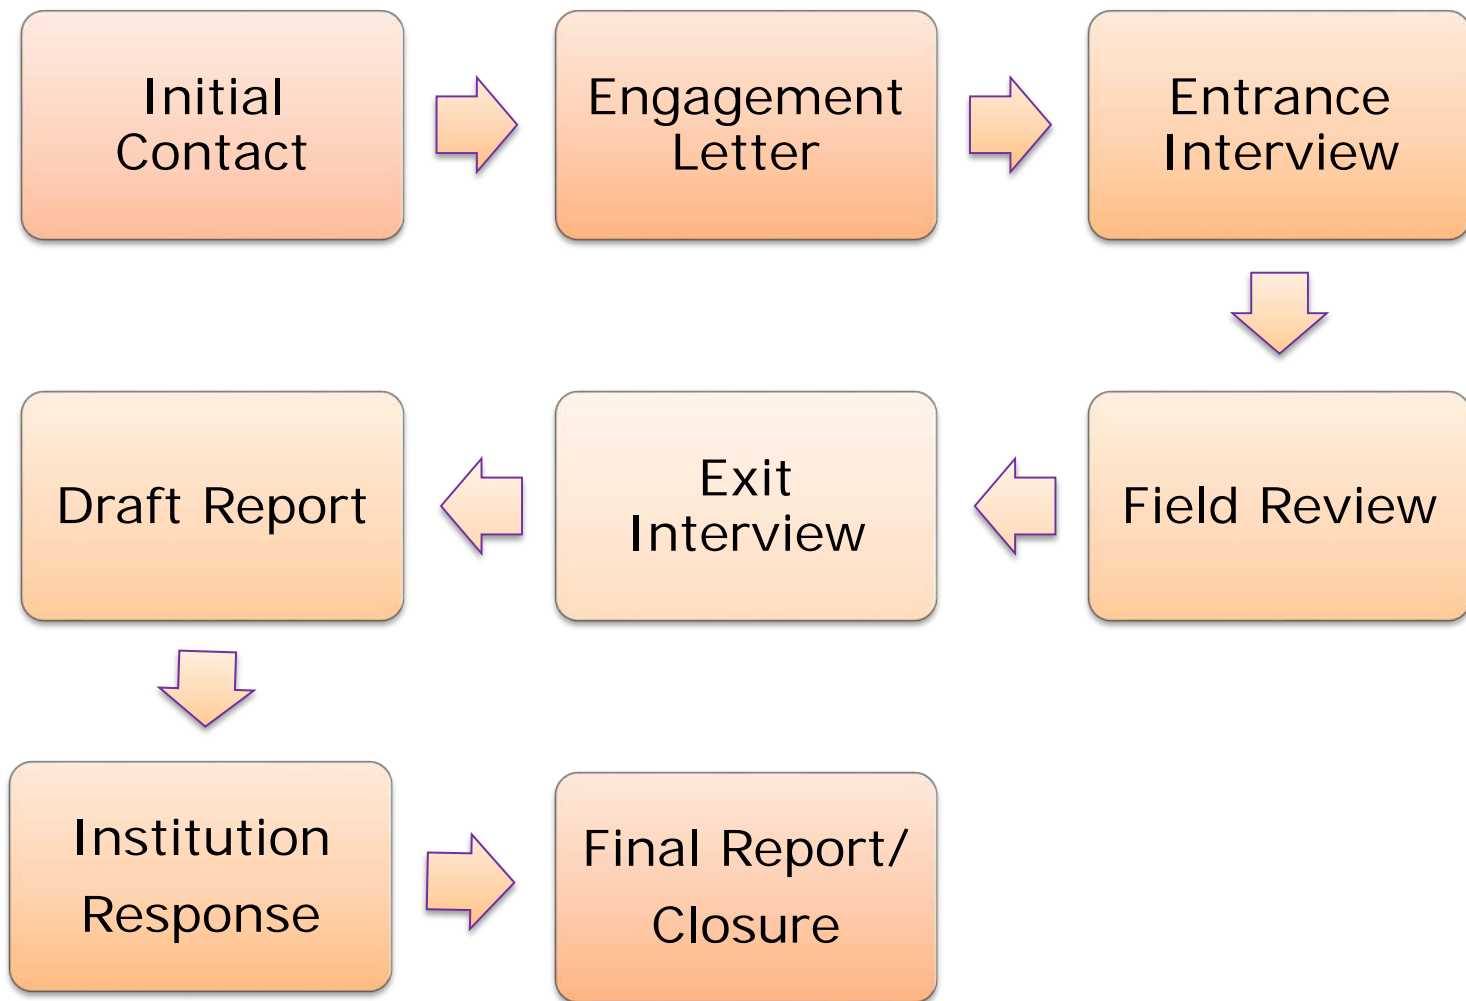 Initial
Contact
Engagement
Letter
Entrance
Interview
Field Review
Exit
Interview
Draft Report
Institution
Response
Final Report/
Closure